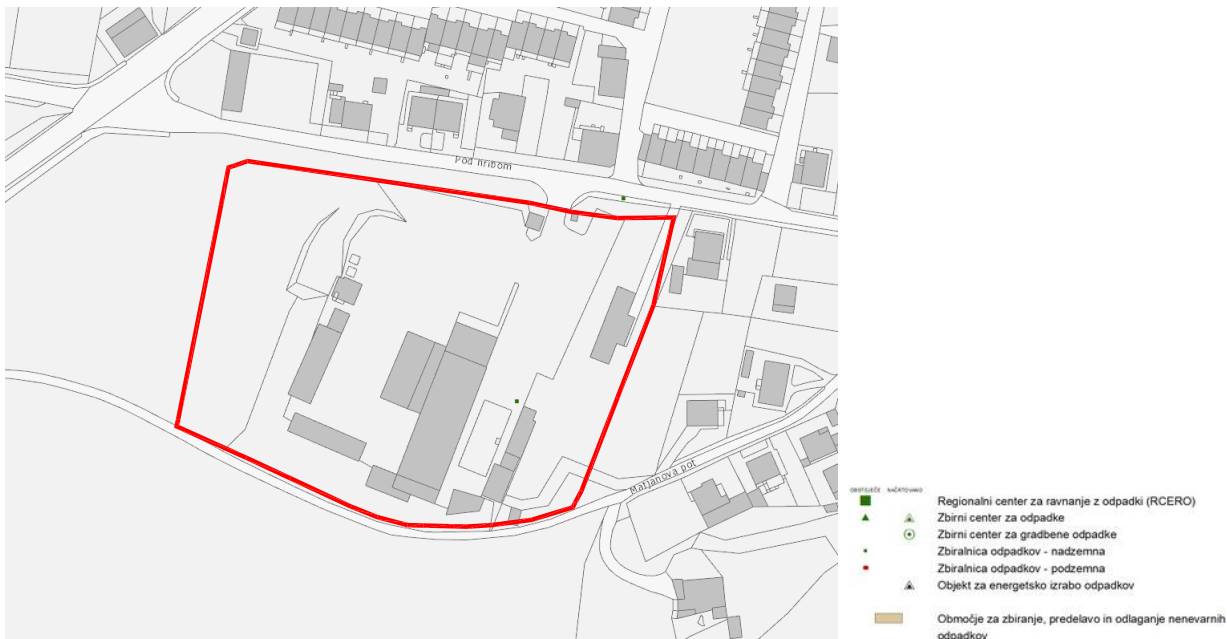 Pod hribom
Marjanova pot
OBSTOJEČE NAČRTOVANO
Regionalni center za ravnanje z odpadki (RCERO)
Zbirni center za odpadke
Zbirni center za gradbene odpadke
Zbiralnica odpadkov - nadzemna
Zbiralnica odpadkov - podzemna
Objekt za energetsko izrabo odpadkov
Območje za zbiranje, predelavo in odlaganje nenevarnih
odpadkov